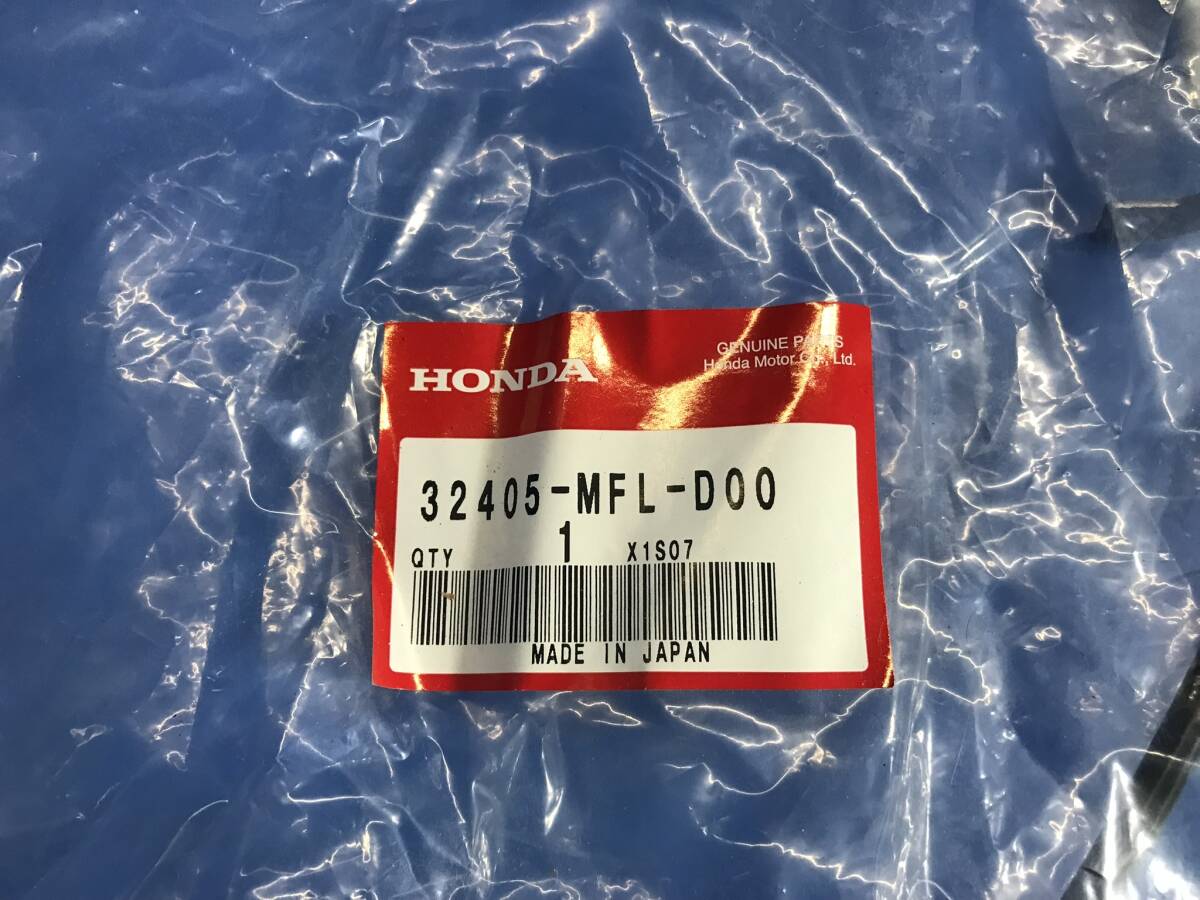 HONDA
GENUINE PARTS
Honda Motor Co., Ltd.
32405-MFL-D00
QTY 1 X1S07
MADE IN JAPAN